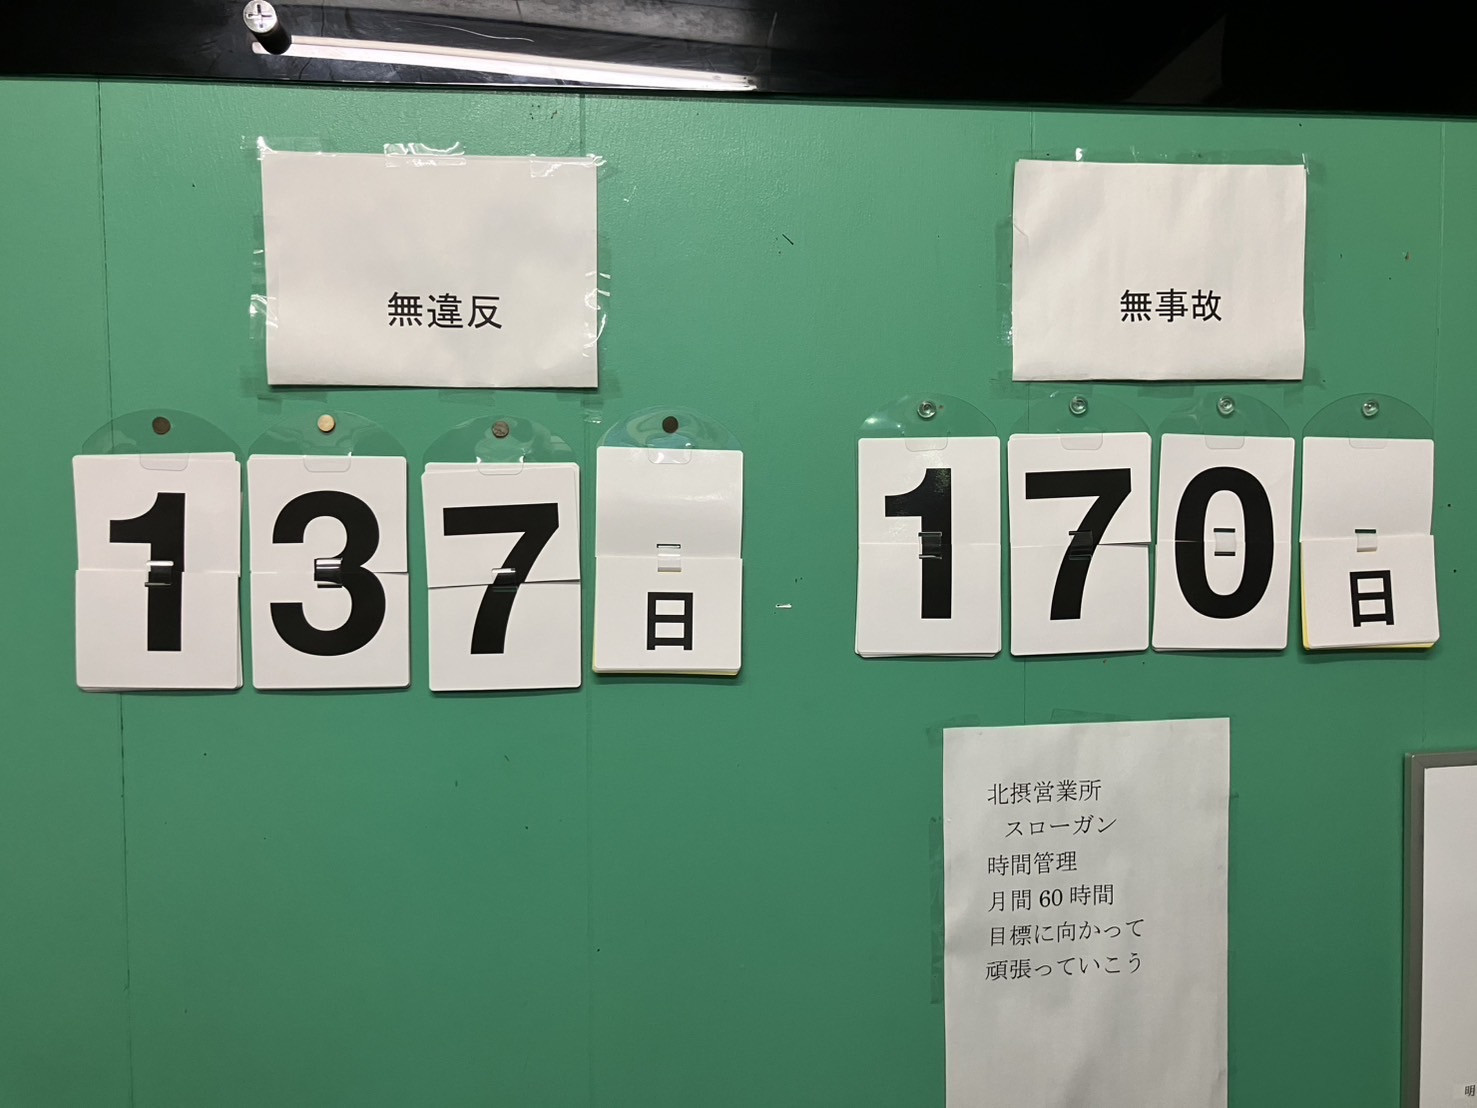 無違反
137日
無事故
170日
北摂営業所
スローガン
時間管理
月間60時間
目標に向かって
頑張っていこう
明